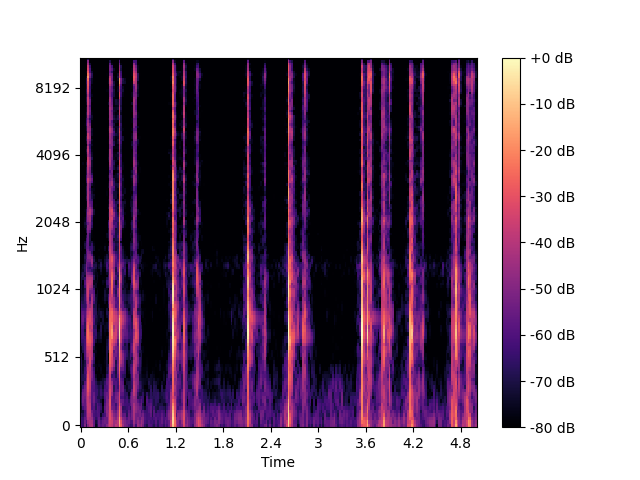 +0 dB
8192
-10 dB
4096
-20 dB
-30 dB
2048
Hz
-40 dB
1024
-50 dB
512
-60 dB
-70 dB
0
-80 dB
0 0.6 1.2 1.8 2.4 3 3.6 4.2 4.8
Time